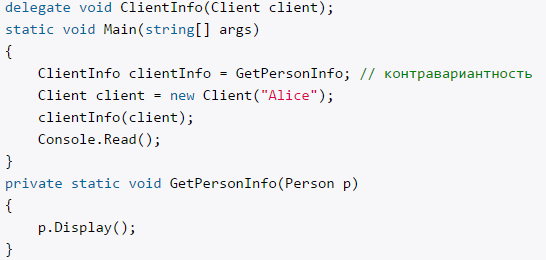 delegate void ClientInfo(Client client);
static void Main(string[] args)
{
    ClientInfo clientInfo = GetPersonInfo; // контравариантность
    Client client = new Client("Alice");
    clientInfo(client);
    Console.Read();
}
private static void GetPersonInfo(Person p)
{
    p.Display();
}